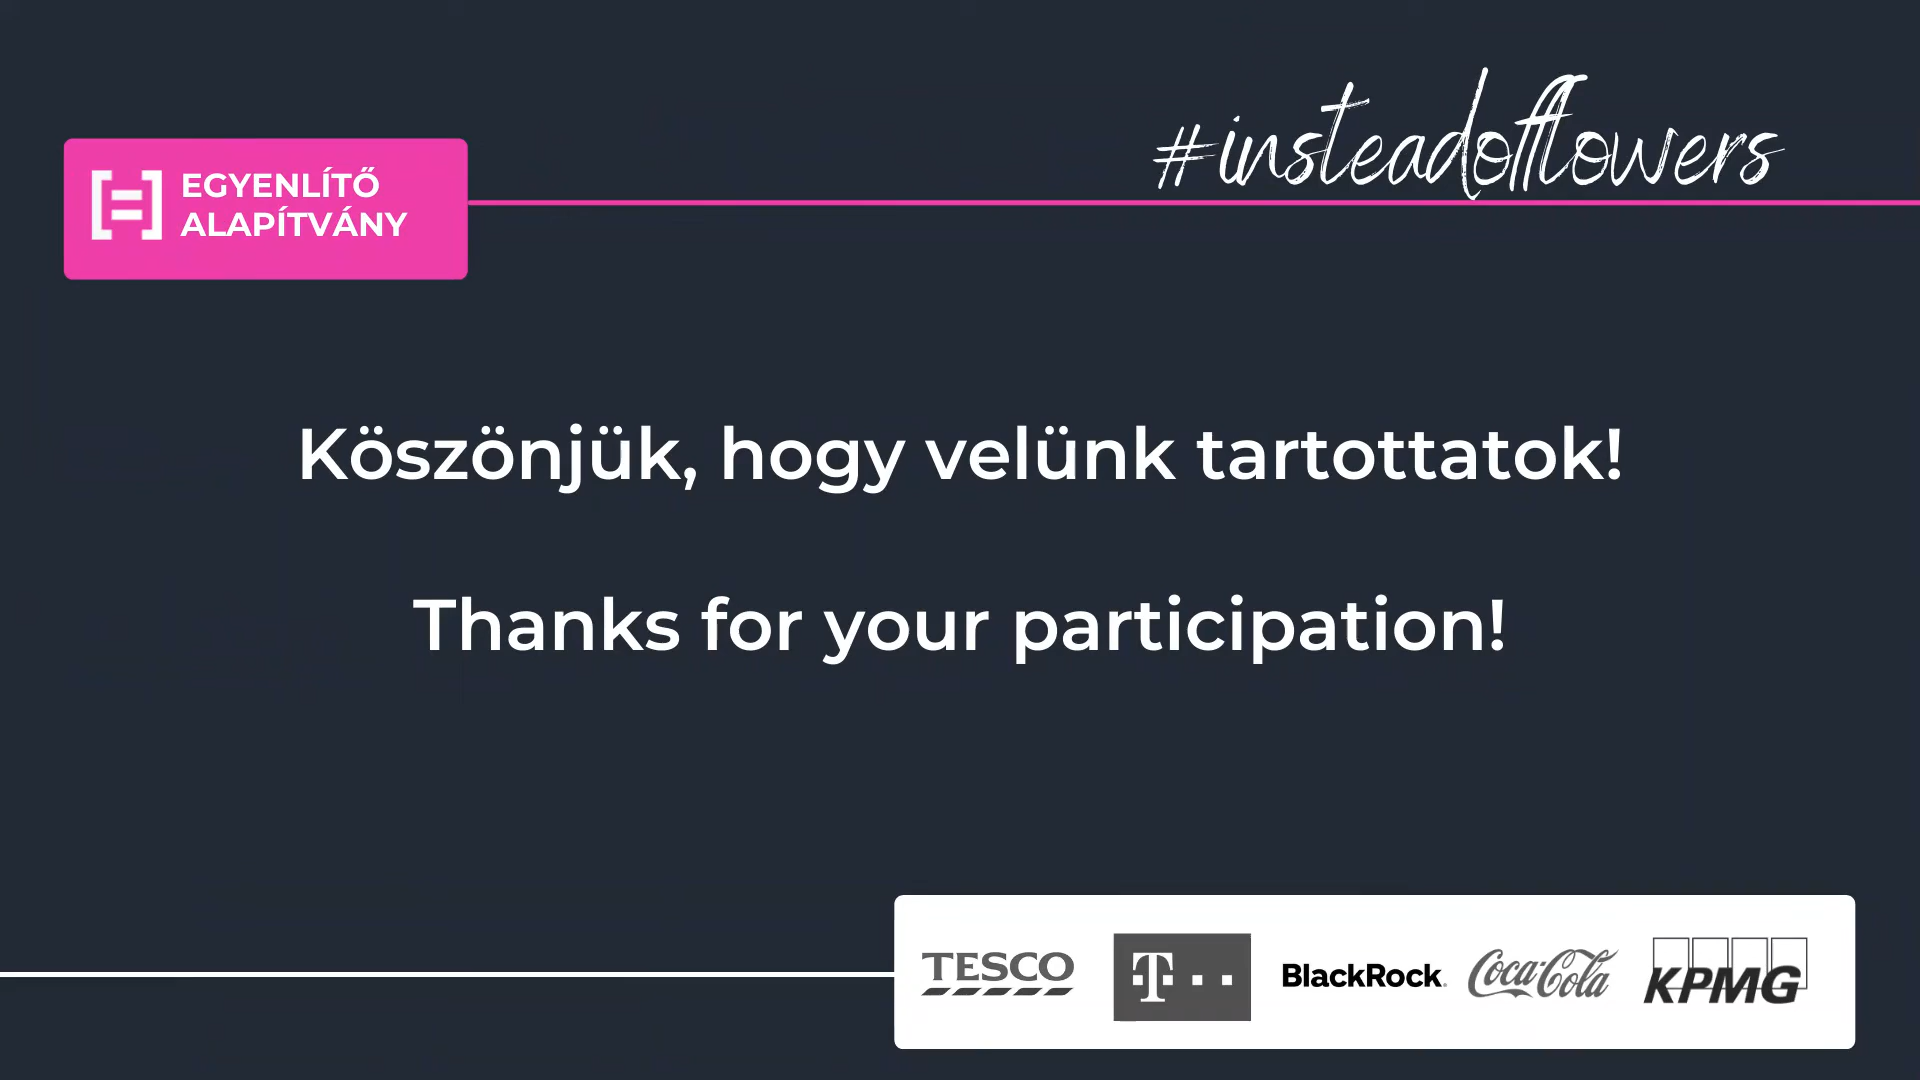 #insteadofflowers
EGYENLÍTŐ
ALAPÍTVÁNY
Köszönjük, hogy velünk tartottatok!
Thanks for your participation!
TESCO
T
BlackRock
Coca-Cola
KPMG